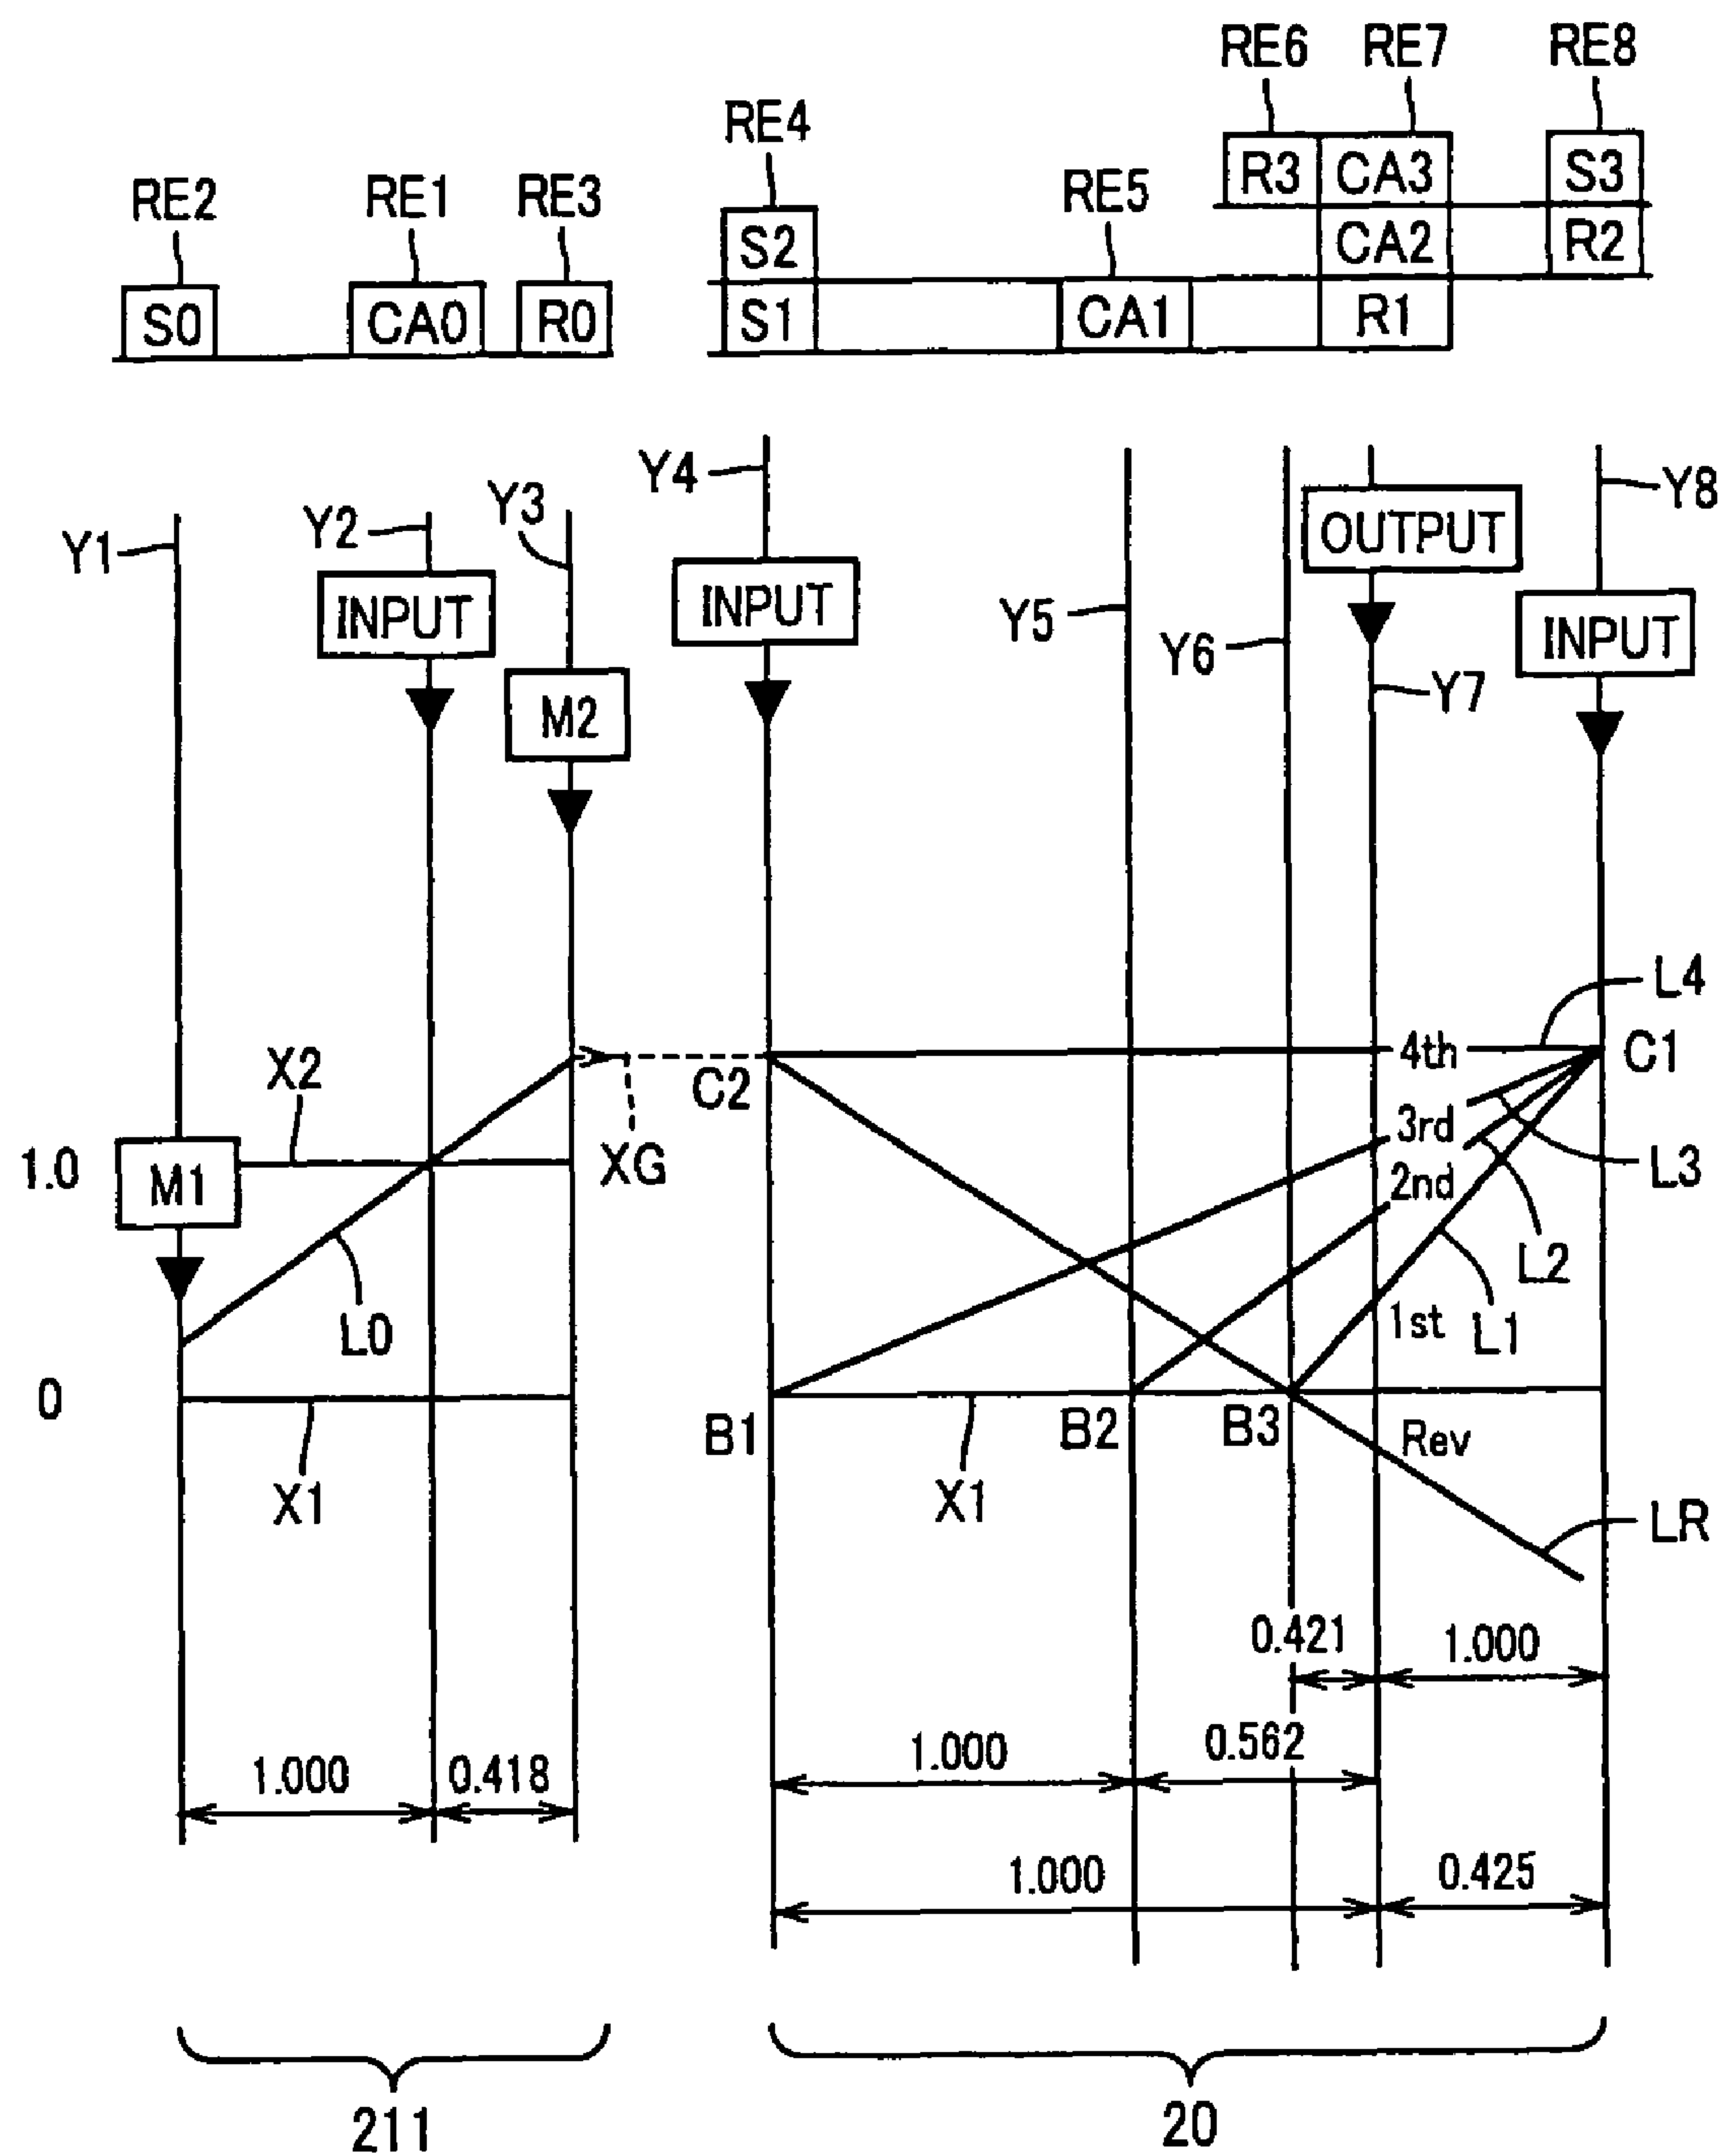 RE6 RE7 RE8
RE4
R3 CA3 S3
RE2 RE1 RE3 RE5
S2 CA2 R2
S0 CA0 R0 S1 CA1 R1
Y4 Y8
Y1 Y2 Y3 OUTPUT
INPUT INPUT Y5 Y6 INPUT
M2 Y7
L4
X2 C2 4th C1
1.0 M1 XG 3rd L3
2nd
L0 L2
1st L1
0
B1 B2 B3 Rev
X1 X1 LR
0.421 1.000
1.000 0.418 1.000 0.562
1.000 0.425
211 20